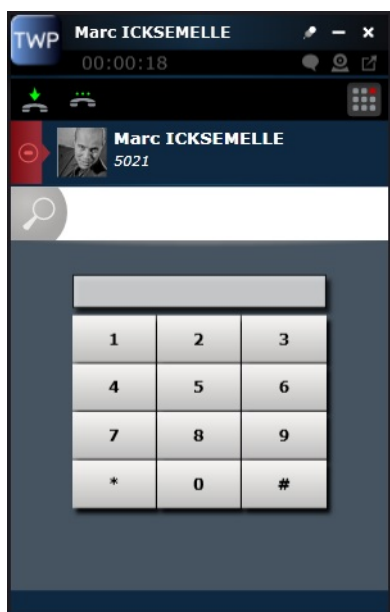 TWP Marc ICKSEMELLE
00:00:18
Marc ICKSEMELLE
5021
1 2 3
4 5 6
7 8 9
* 0 #